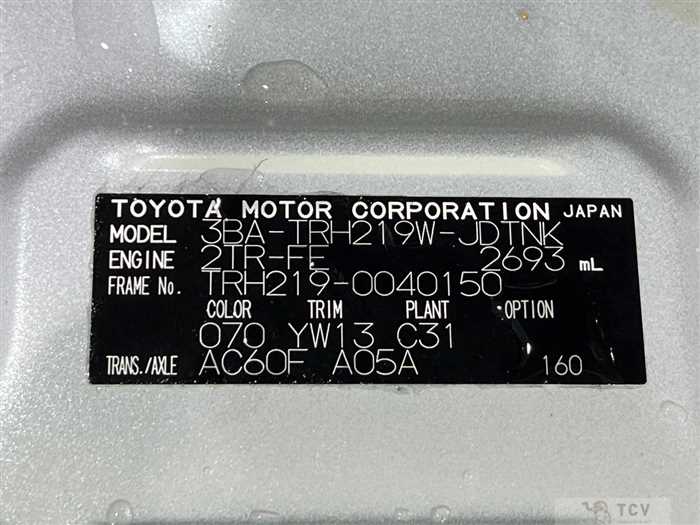 TOYOTA MOTOR CORPORATION JAPAN
MODEL 3BA-TRH219W-JDTNK
ENGINE 2TR-FE 2693 mL
FRAME No. TRH219-0040150
COLOR TRIM PLANT OPTION
070 YW13 C31
TRANS./AXLE AC60F A05A 160
TCV